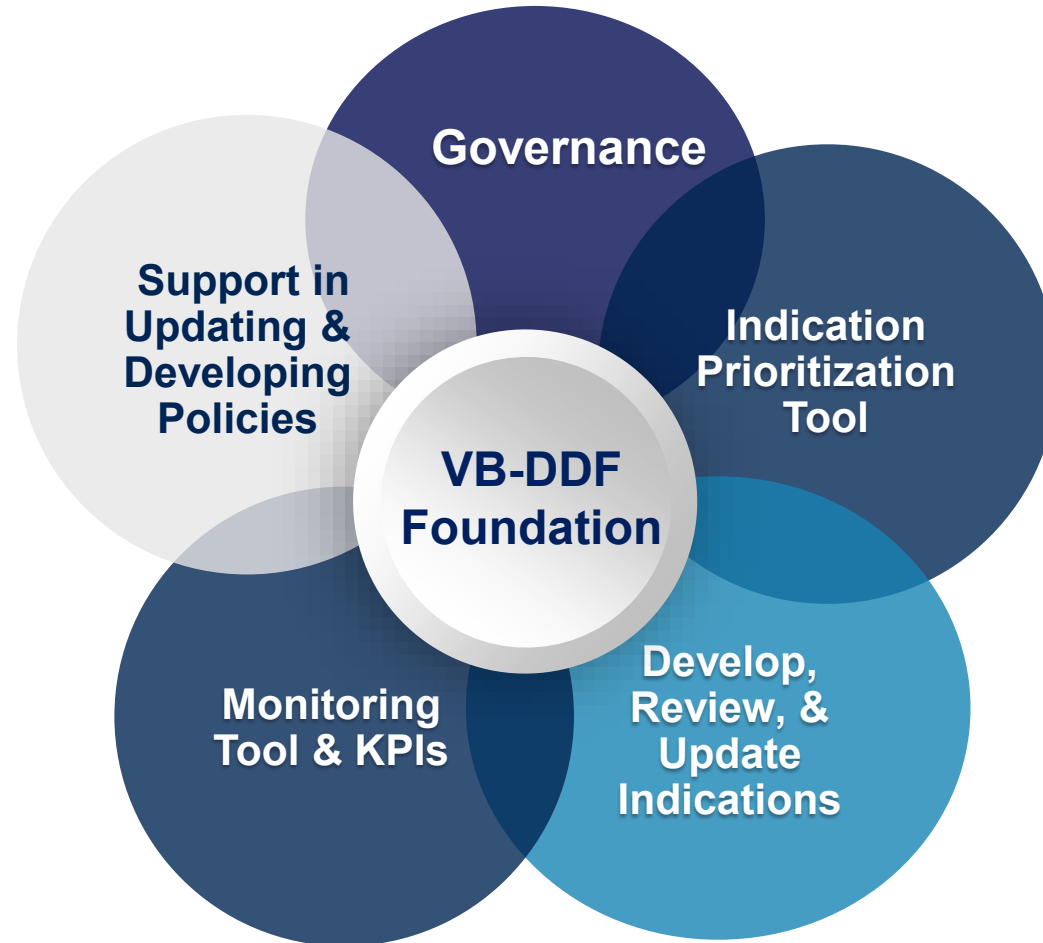 Governance
Indication
Prioritization
Tool
Develop,
Review, &
Update
Indications
Monitoring
Tool & KPIs
Support in
Updating &
Developing
Policies
VB-DDF
Foundation